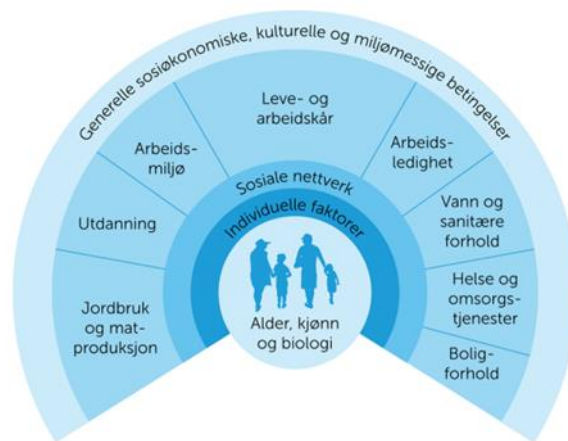 Generelle sosiøkonomiske, kulturelle og miljømessige betingelser
Leve- og
arbeidskår
Arbeids-
miljø
Arbeids-
ledighet
Sosiale nettverk
Utdanning
Individuelle faktorer
Vann og
sanitære
forhold
Jordbruk
og mat-
produksjon
Helse og
omsorgs-
tjenester
Alder, kjønn
og biologi
Bolig-
forhold